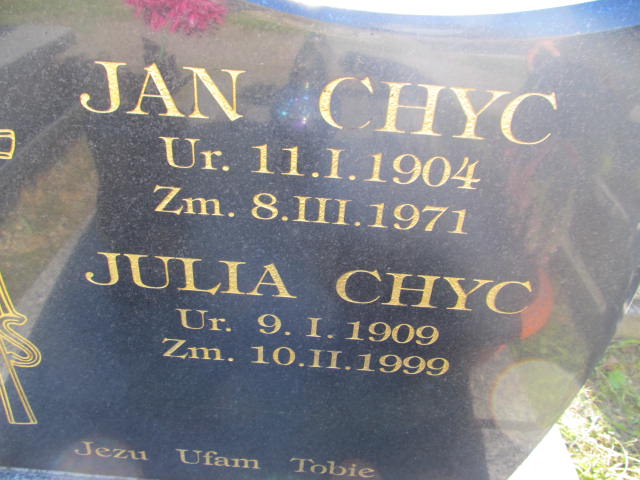 JAN CHYC
Ur. 11.I.1904
Zm. 8.III.1971
JULIA CHYC
Ur. 9. I. 1909
Zm. 10.II.1999
Jezu Ufam Tobie